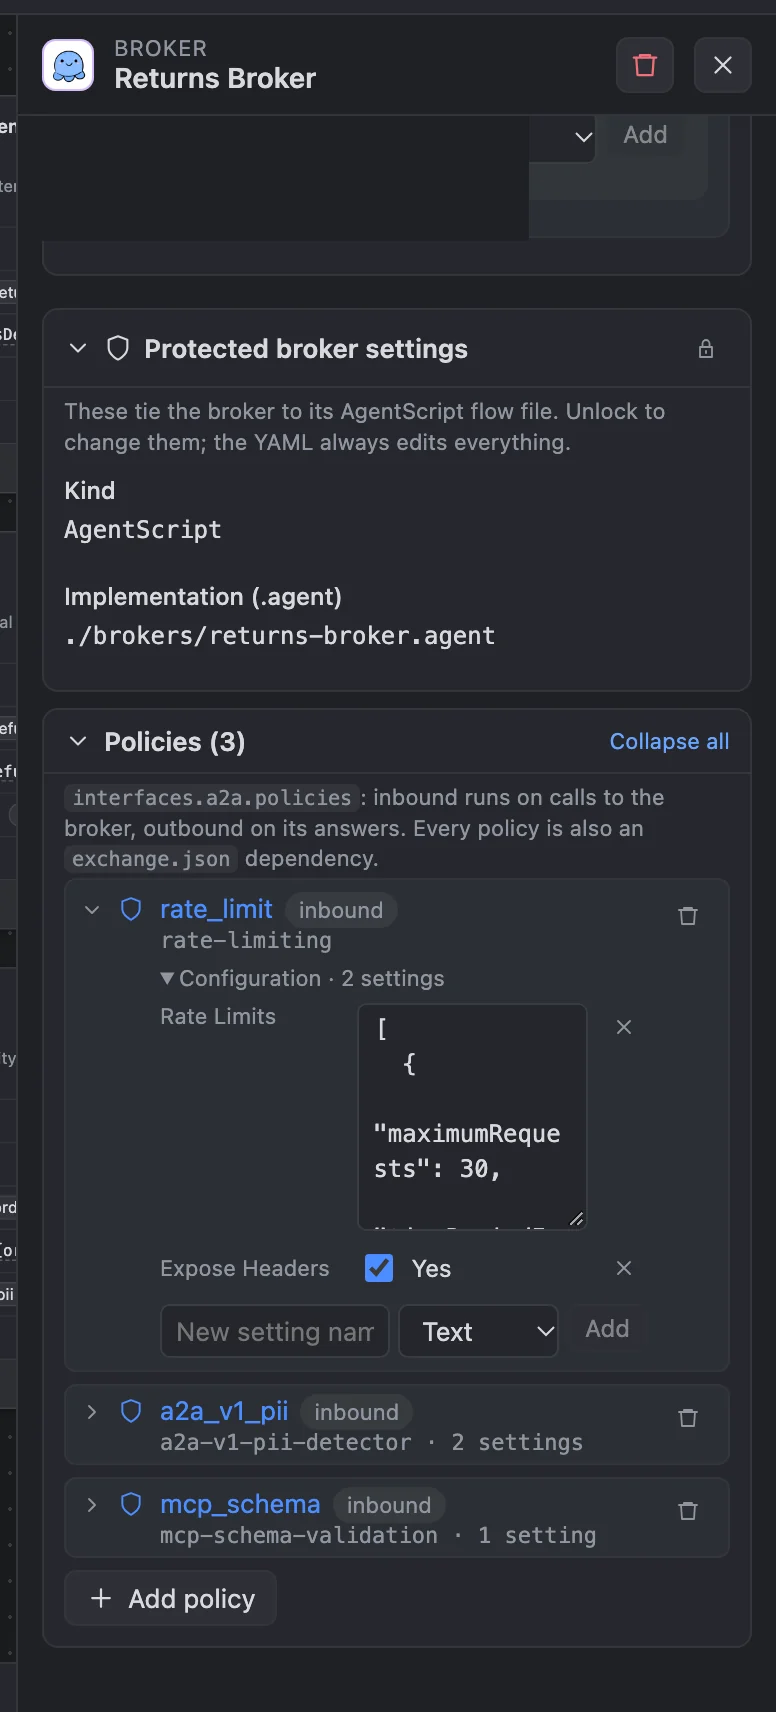 BROKER
Returns Broker
Add
Protected broker settings
These tie the broker to its AgentScript flow file. Unlock to
change them; the YAML always edits everything.
Kind
AgentScript
Implementation (.agent)
./brokers/returns-broker.agent
Policies (3)
Collapse all
interfaces.a2a.policies: inbound runs on calls to the
broker, outbound on its answers. Every policy is also an
exchange.json dependency.
rate_limit inbound
rate-limiting
Configuration · 2 settings
Rate Limits
[
{
"maximumReque
sts": 30,
Expose Headers Yes
New setting nam Text Add
a2a_v1_pii inbound
a2a-v1-pii-detector · 2 settings
mcp_schema inbound
mcp-schema-validation · 1 setting
+ Add policy